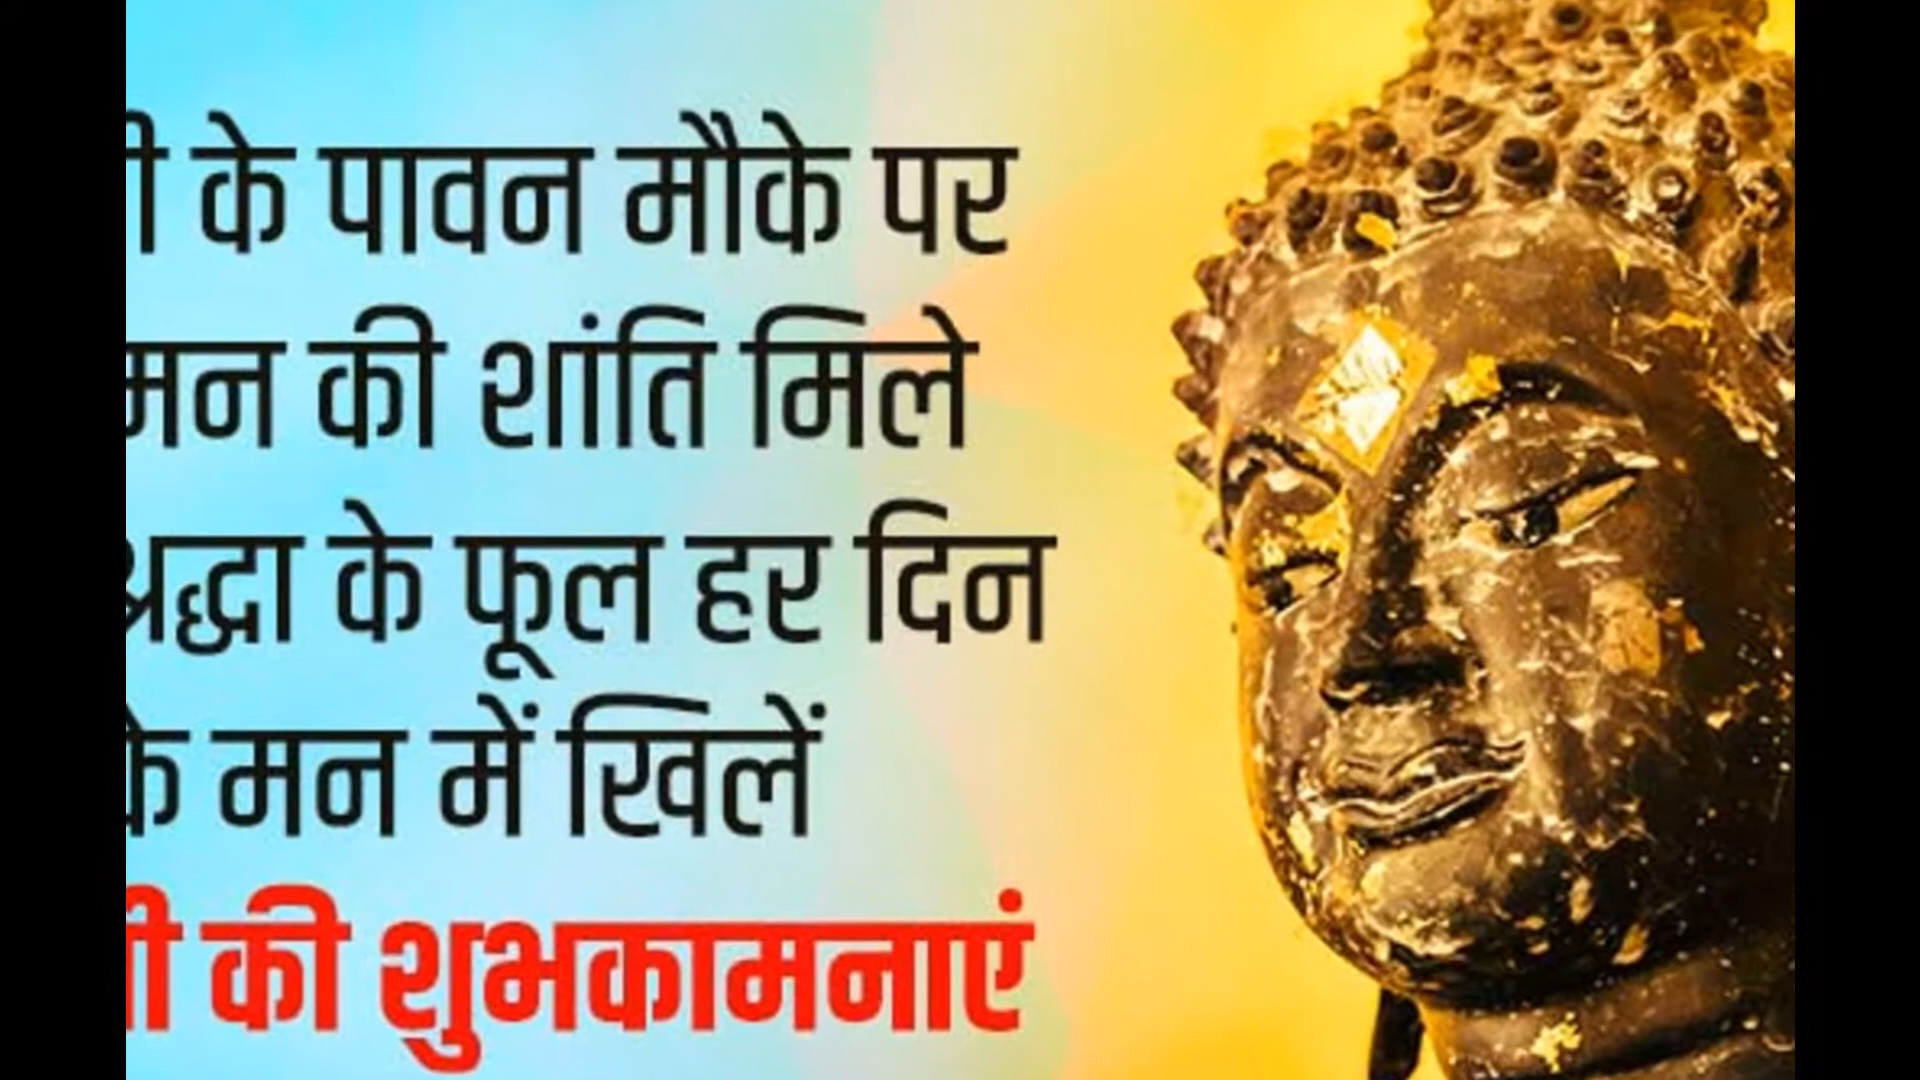 के पावन मौके पर
मन की शांति मिले
श्रद्धा के फूल हर दिन
के मन में खिलें
की शुभकामनाएं